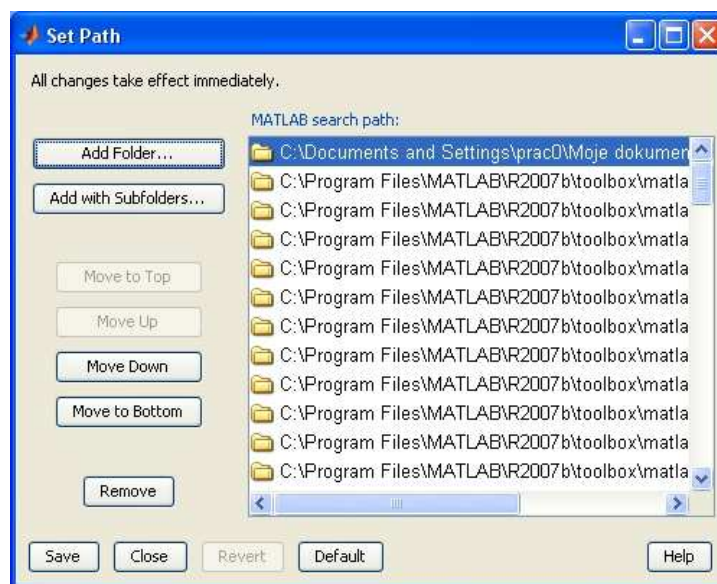 Set Path
All changes take effect immediately.
MATLAB search path:
Add Folder...
Add with Subfolders...
Move to Top
Move Up
Move Down
Move to Bottom
Remove
C:\Documents and Settings\prac0\Moje dokumen
C:\Program Files\MATLAB\R2007b\toolbox\matla
C:\Program Files\MATLAB\R2007b\toolbox\matla
C:\Program Files\MATLAB\R2007b\toolbox\matla
C:\Program Files\MATLAB\R2007b\toolbox\matla
C:\Program Files\MATLAB\R2007b\toolbox\matla
C:\Program Files\MATLAB\R2007b\toolbox\matla
C:\Program Files\MATLAB\R2007b\toolbox\matla
C:\Program Files\MATLAB\R2007b\toolbox\matla
C:\Program Files\MATLAB\R2007b\toolbox\matla
C:\Program Files\MATLAB\R2007b\toolbox\matla
C:\Program Files\MATLAB\R2007b\toolbox\matla
Save Close Revert Default Help